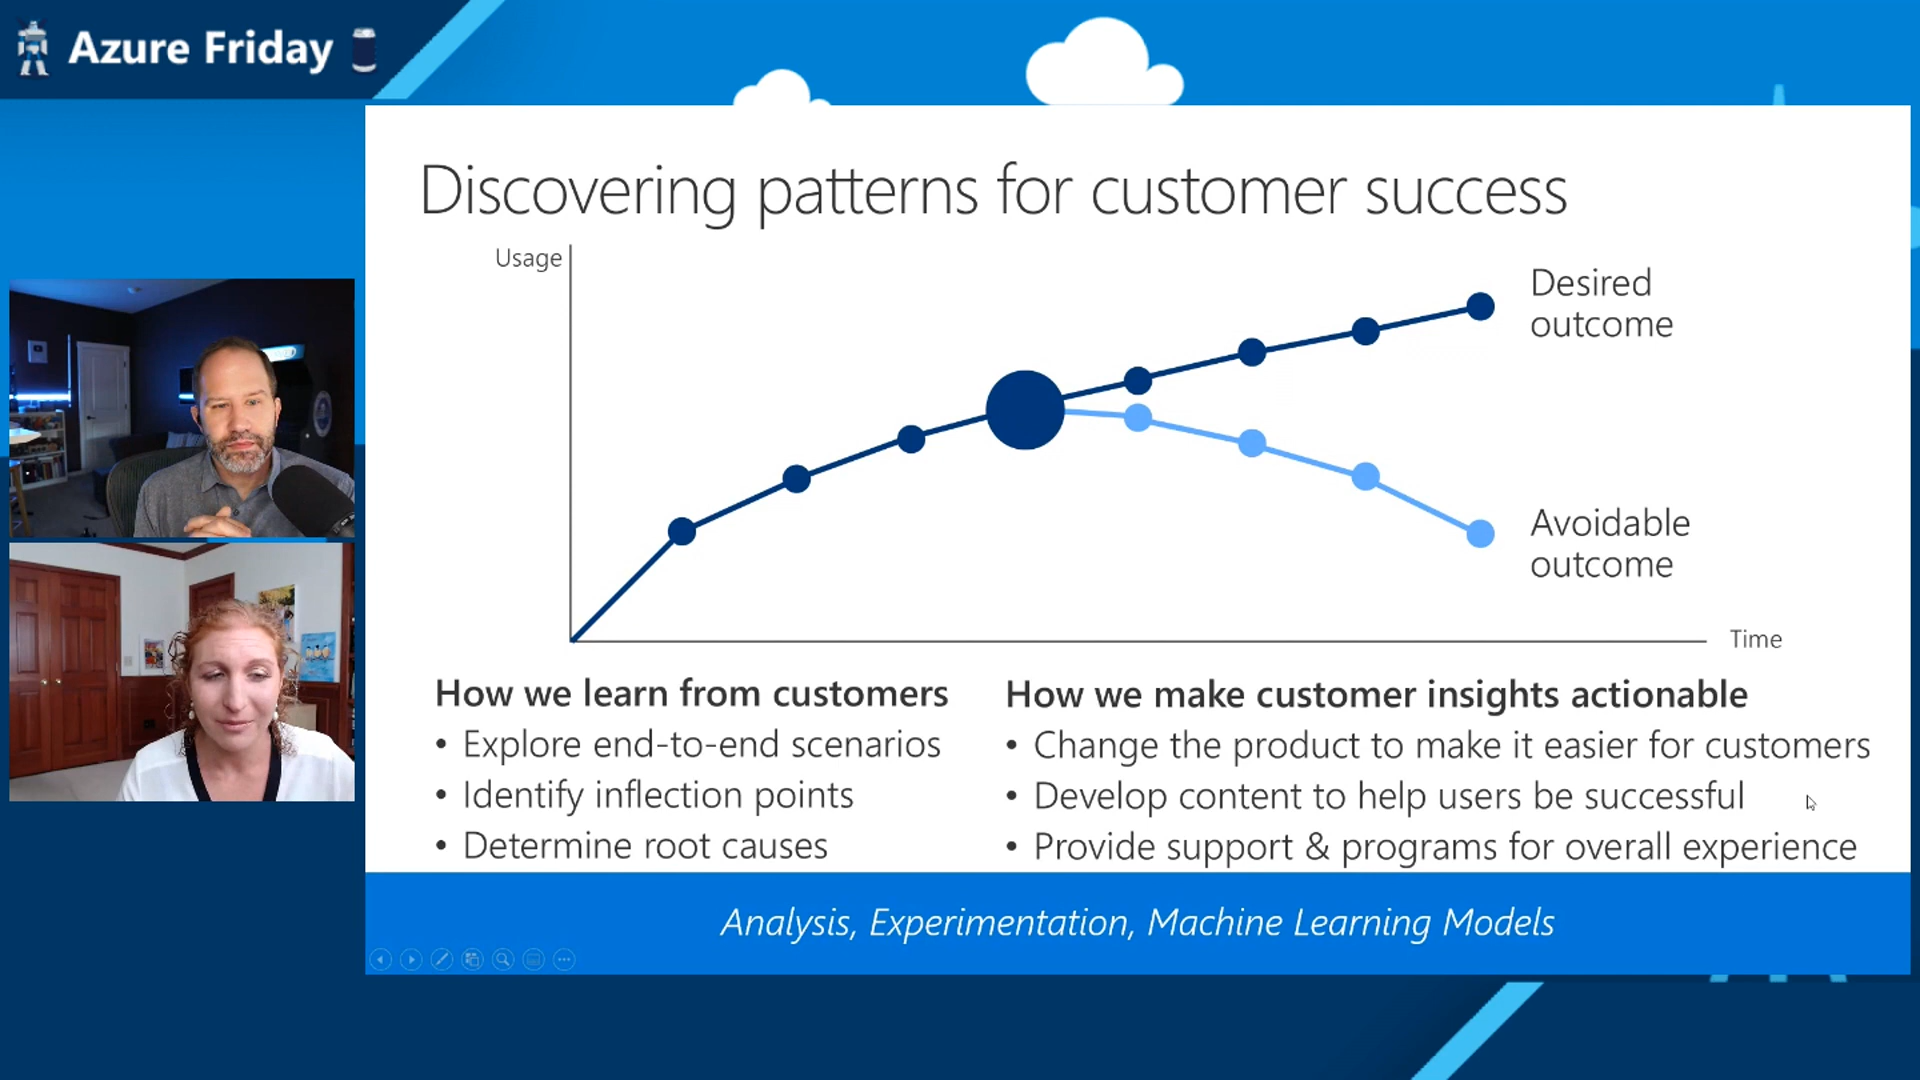 Azure Friday
Discovering patterns for customer success
Usage
Desired
outcome
Avoidable
outcome
Time
How we learn from customers
• Explore end-to-end scenarios
• Identify inflection points
• Determine root causes
How we make customer insights actionable
• Change the product to make it easier for customers
• Develop content to help users be successful
• Provide support & programs for overall experience
Analysis, Experimentation, Machine Learning Models